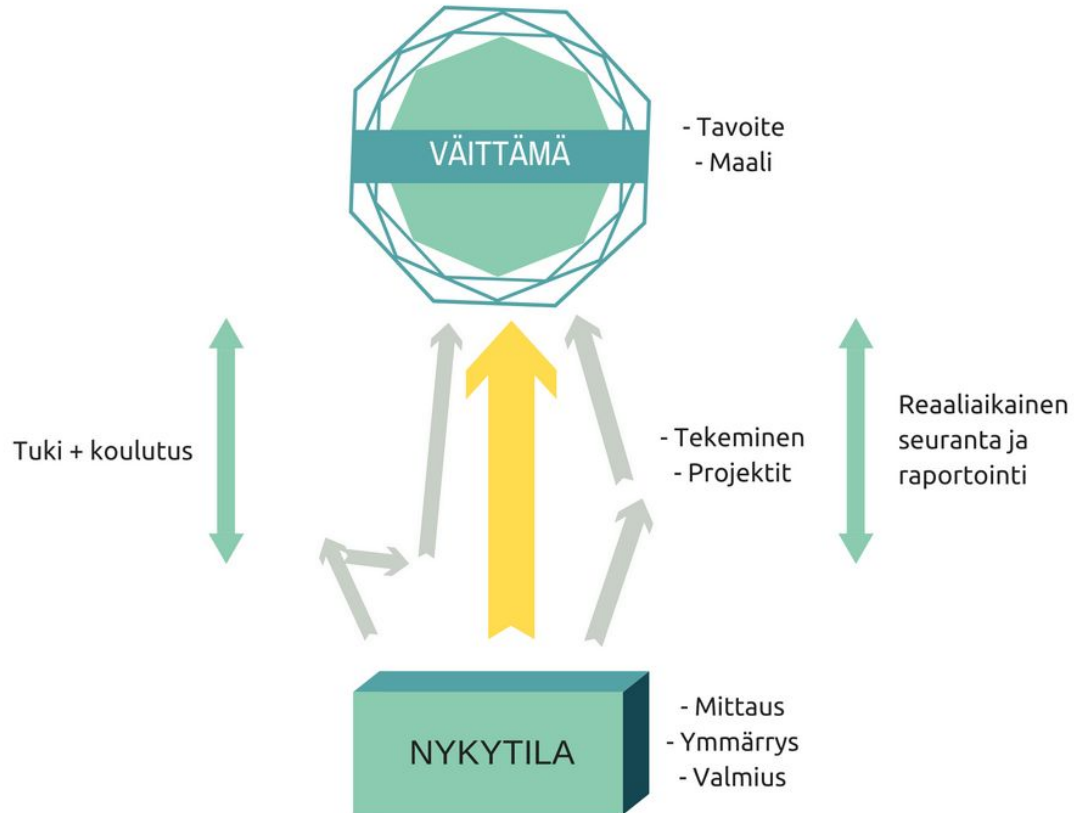 VÄITTÄMÄ
- Tavoite
- Maali
Tuki + koulutus
- Tekeminen
- Projektit
Reaaliaikainen
seuranta ja
raportointi
NYKYTILA
- Mittaus
- Ymmärrys
- Valmius